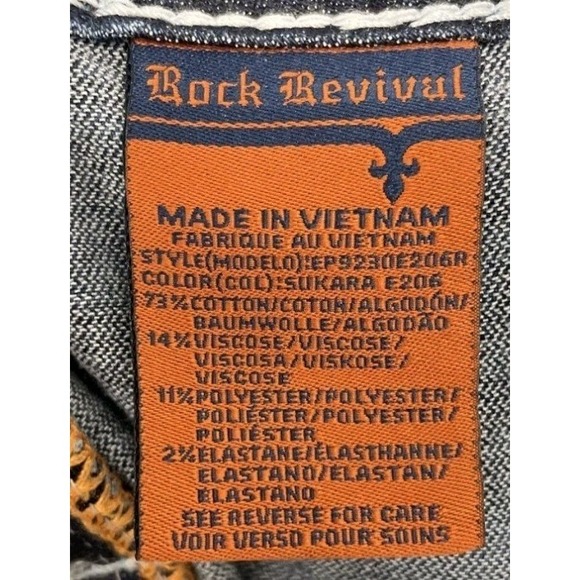 Rock Revival
MADE IN VIETNAM
FABRIQUE AU VIETNAM
STYLE(MODELO):EP9230E206R
COLOR(COL):SUKARA E206
73%COTTON/COTON/ALGODÓN/
BAUMWOLLE/ALGODÃO
14%VISCOSE/VISCOSE/
VISCOSA/VISKOSE/
VISCOSE
11%POLYESTER/POLYESTER/
POLIÉSTER/POLYESTER/
POLIÉSTER
2%ELASTANE/ÉLASTHANNE/
ELASTANO/ELASTAN/
ELASTANO
SEE REVERSE FOR CARE
VOIR VERSO POUR SOINS